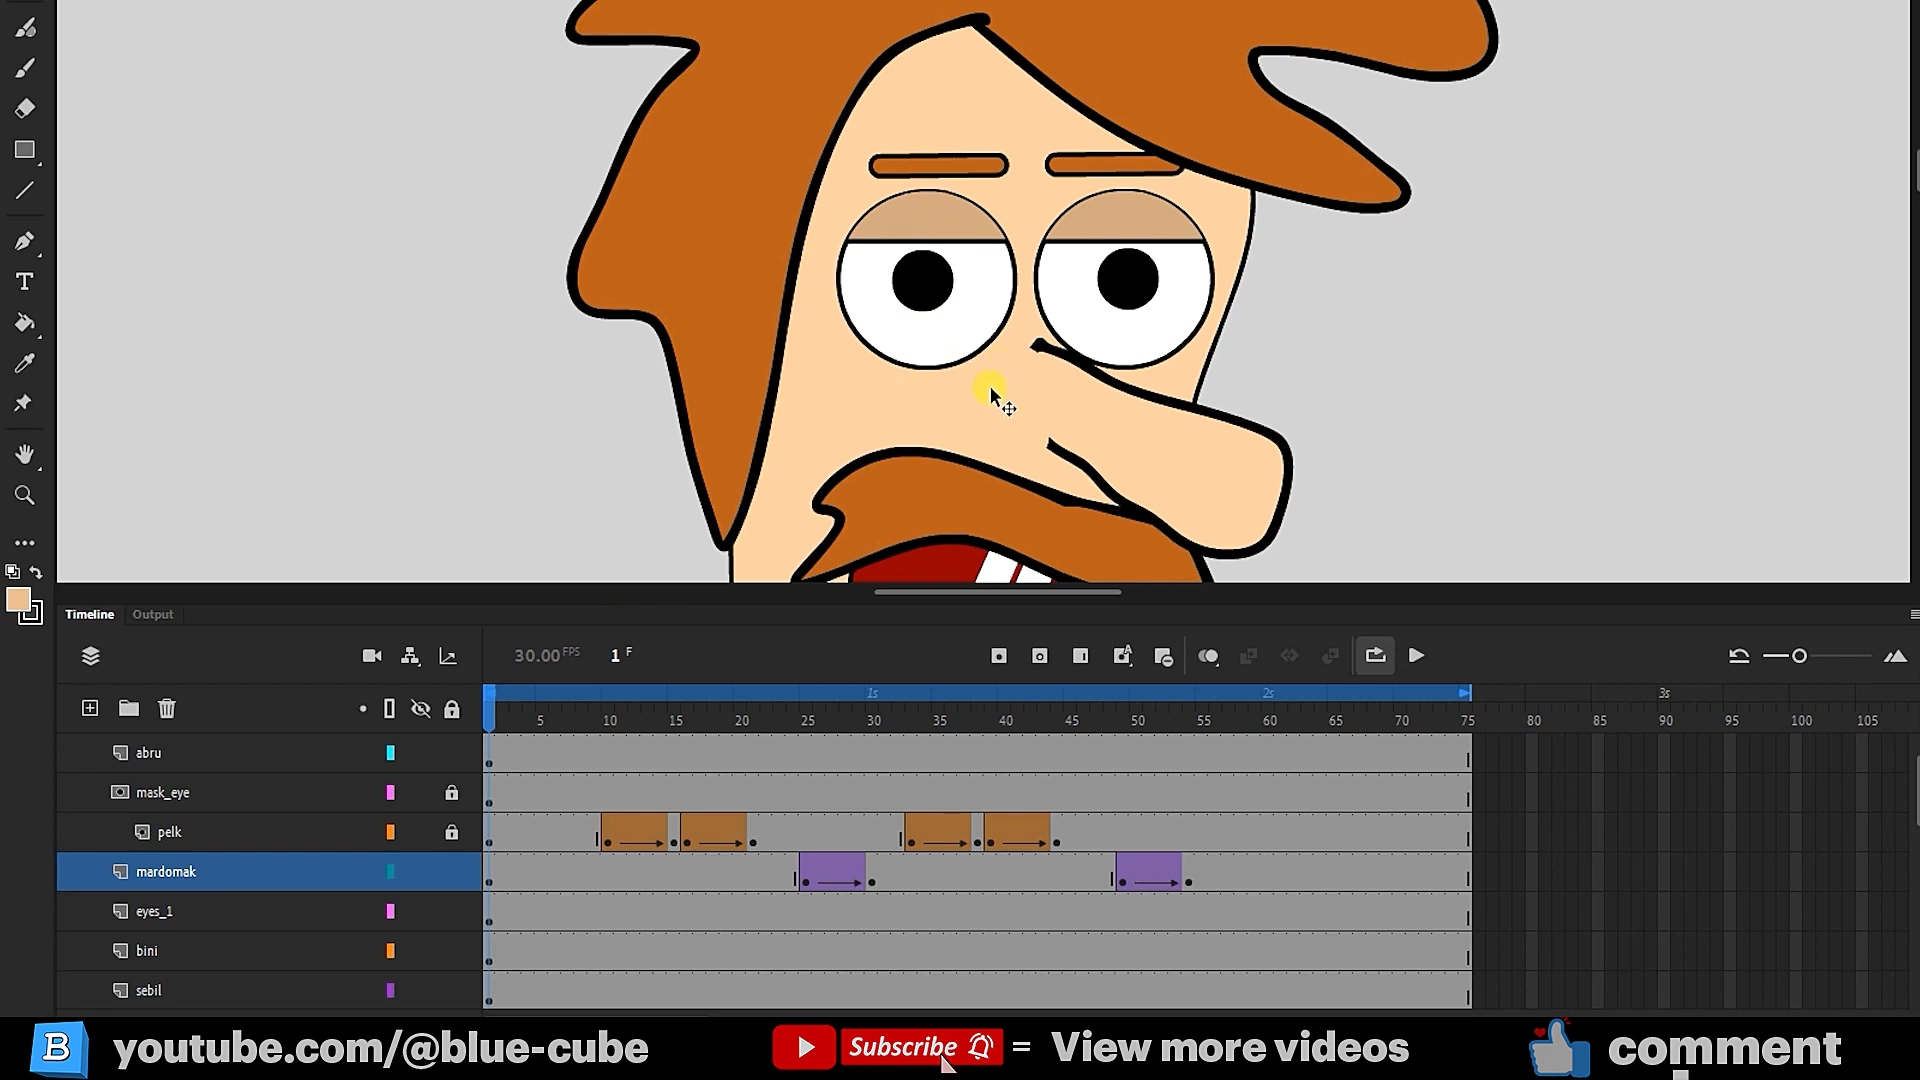 T
Timeline Output
30.00 FPS 1 F
1s 2s 3s
5 10 15 20 25 30 35 40 45 50 55 60 65 70 75 80 85 90 95 100 105
abru
mask_eye
pelk
mardomak
eyes_1
bini
sebil
B youtube.com/@blue-cube Subscribe = View more videos comment